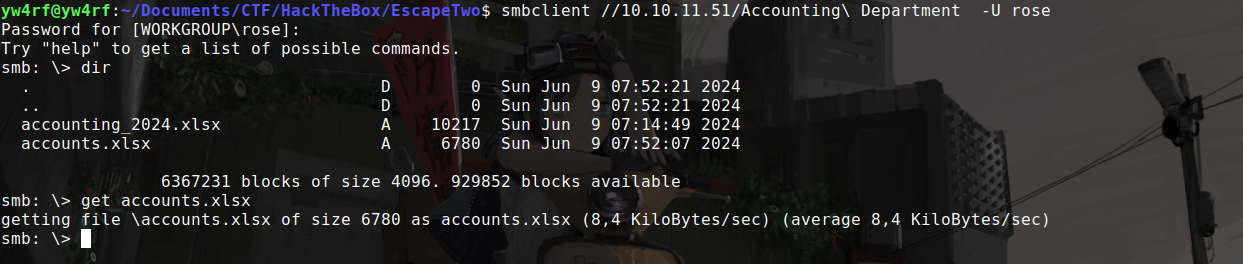 yw4rf@yw4rf:~/Documents/CTF/HackTheBox/EscapeTwo$ smbclient //10.10.11.51/Accounting\ Department  -U rose
Password for [WORKGROUP\rose]:
Try "help" to get a list of possible commands.
smb: \> dir
  .                                   D        0  Sun Jun  9 07:52:21 2024
  ..                                  D        0  Sun Jun  9 07:52:21 2024
  accounting_2024.xlsx                A    10217  Sun Jun  9 07:14:49 2024
  accounts.xlsx                       A     6780  Sun Jun  9 07:52:07 2024
                6367231 blocks of size 4096. 929852 blocks available
smb: \> get accounts.xlsx
getting file \accounts.xlsx of size 6780 as accounts.xlsx (8,4 KiloBytes/sec) (average 8,4 KiloBytes/sec)
smb: \>